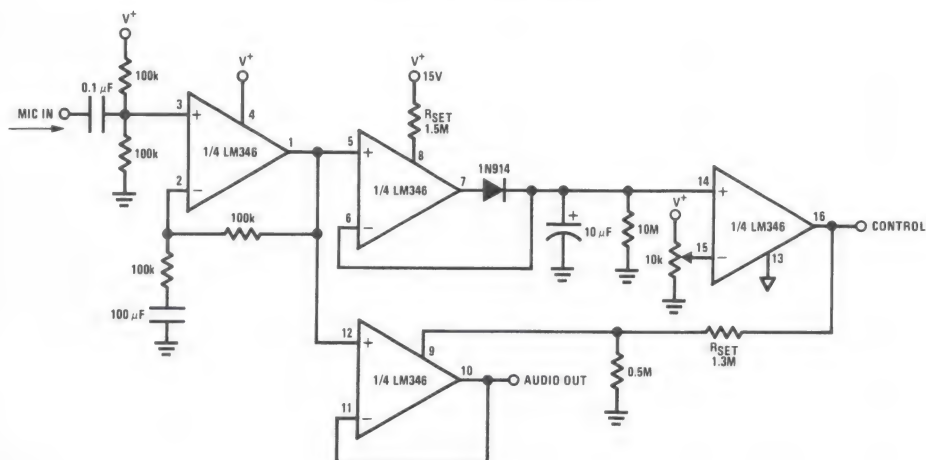 V+
100k
0.1 μF
MIC IN
100k
3
+
2
−
V+
4
1/4 LM346
1
100k
100k
100 μF
V+
15V
RSET
1.5M
8
5
+
6
−
1/4 LM346
7
1N914
+
10 μF
10M
V+
10k
14
+
15
−
1/4 LM346
13
16
CONTROL
12
+
11
−
9
1/4 LM346
10
AUDIO OUT
0.5M
RSET
1.3M